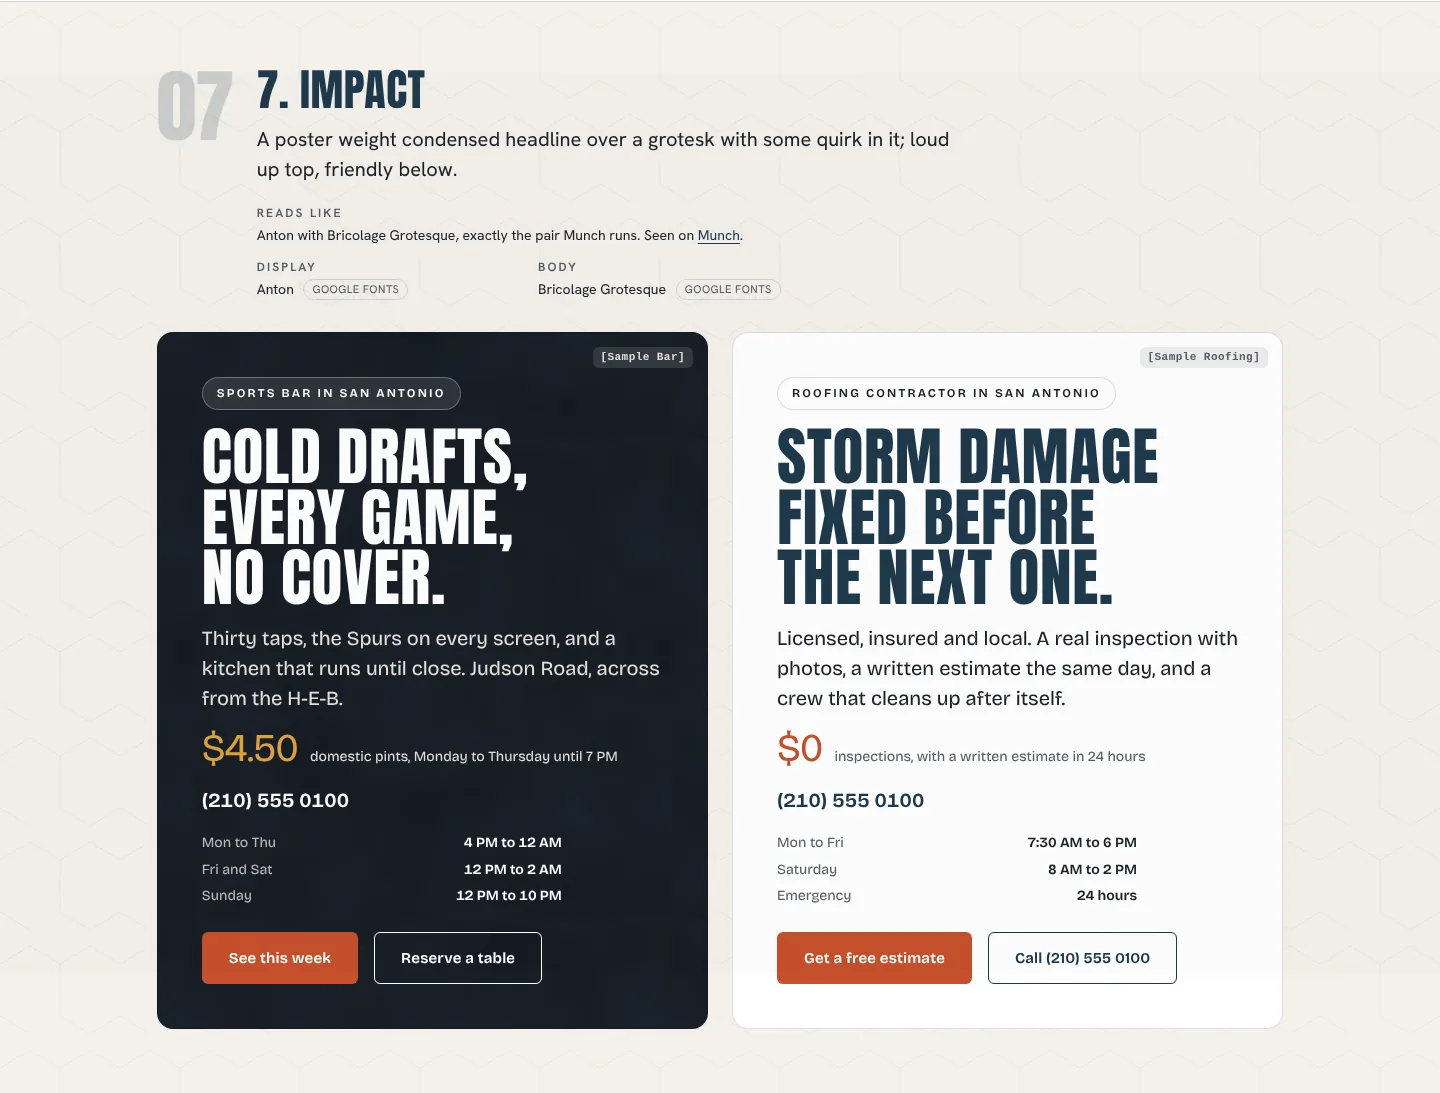 07
7. IMPACT
A poster weight condensed headline over a grotesk with some quirk in it; loud
up top, friendly below.
READS LIKE
Anton with Bricolage Grotesque, exactly the pair Munch runs. Seen on Munch.
DISPLAY
Anton GOOGLE FONTS
BODY
Bricolage Grotesque GOOGLE FONTS
[Sample Bar]
SPORTS BAR IN SAN ANTONIO
COLD DRAFTS,
EVERY GAME,
NO COVER.
Thirty taps, the Spurs on every screen, and a
kitchen that runs until close. Judson Road, across
from the H-E-B.
$4.50 domestic pints, Monday to Thursday until 7 PM
(210) 555 0100
Mon to Thu 4 PM to 12 AM
Fri and Sat 12 PM to 2 AM
Sunday 12 PM to 10 PM
See this week
Reserve a table
[Sample Roofing]
ROOFING CONTRACTOR IN SAN ANTONIO
STORM DAMAGE
FIXED BEFORE
THE NEXT ONE.
Licensed, insured and local. A real inspection with
photos, a written estimate the same day, and a
crew that cleans up after itself.
$0 inspections, with a written estimate in 24 hours
(210) 555 0100
Mon to Fri 7:30 AM to 6 PM
Saturday 8 AM to 2 PM
Emergency 24 hours
Get a free estimate
Call (210) 555 0100